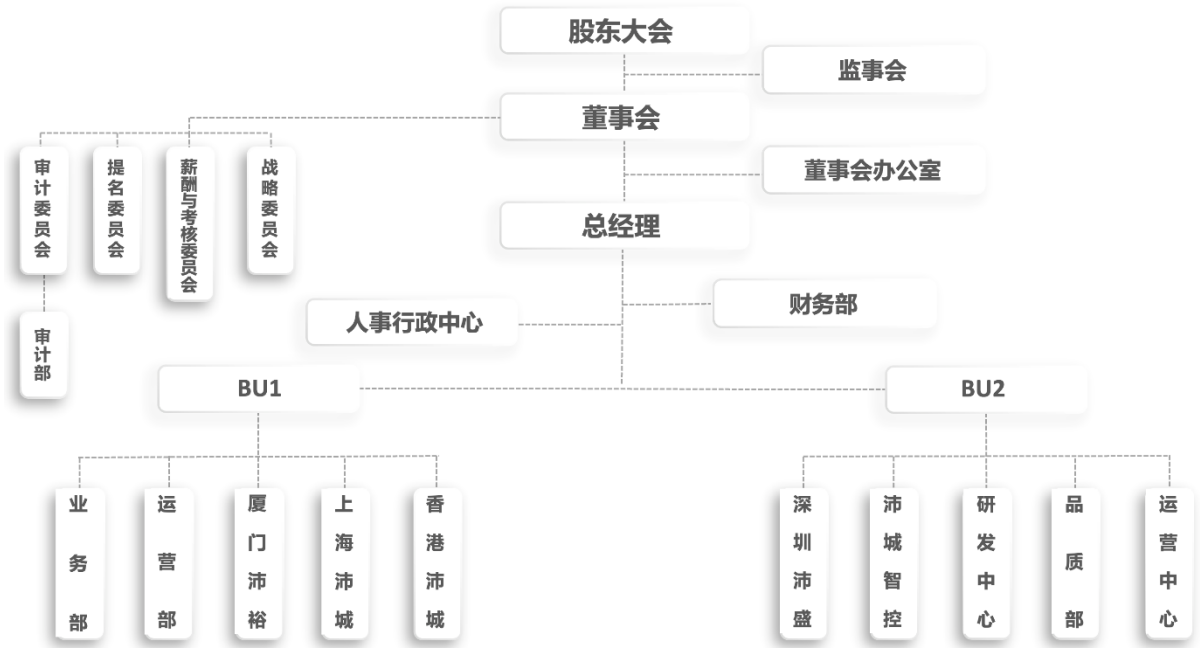 股东大会
监事会
董事会
董事会办公室
审计委员会
提名委员会
薪酬与考核委员会
战略委员会
总经理
审计部
人事行政中心
财务部
BU1
BU2
业务部
运营部
厦门沛裕
上海沛城
香港沛城
深圳沛盛
沛城智控
研发中心
品质部
运营中心